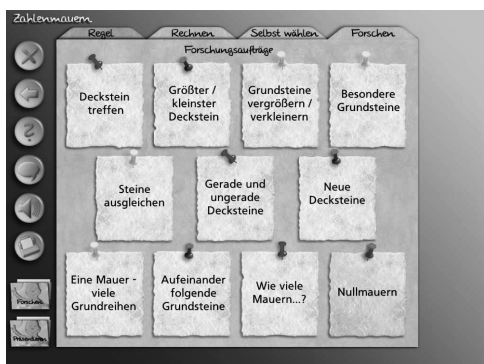 Zahlenmauern
Regel
Rechnen
Selbst wählen
Forschen
Forschungsaufträge
Deckstein
treffen
Größter /
kleinster
Deckstein
Grundsteine
vergrößern /
verkleinern
Besondere
Grundsteine
Steine
ausgleichen
Gerade und
ungerade
Decksteine
Neue
Decksteine
Eine Mauer -
viele
Grundreihen
Aufeinander
folgende
Grundsteine
Wie viele
Mauern...?
Nullmauern
?
Forschen
Präsentieren